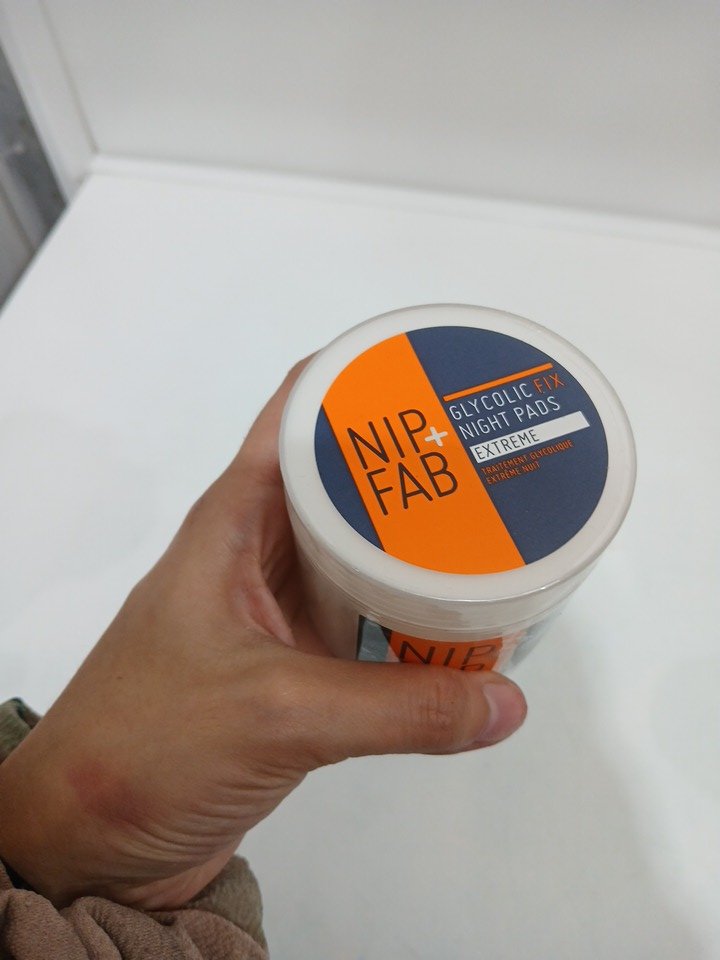 NIP+
FAB
GLYCOLIC FIX
NIGHT PADS
EXTREME
TRAITEMENT GLYCOLIQUE
EXTRÊME NUIT
NIP